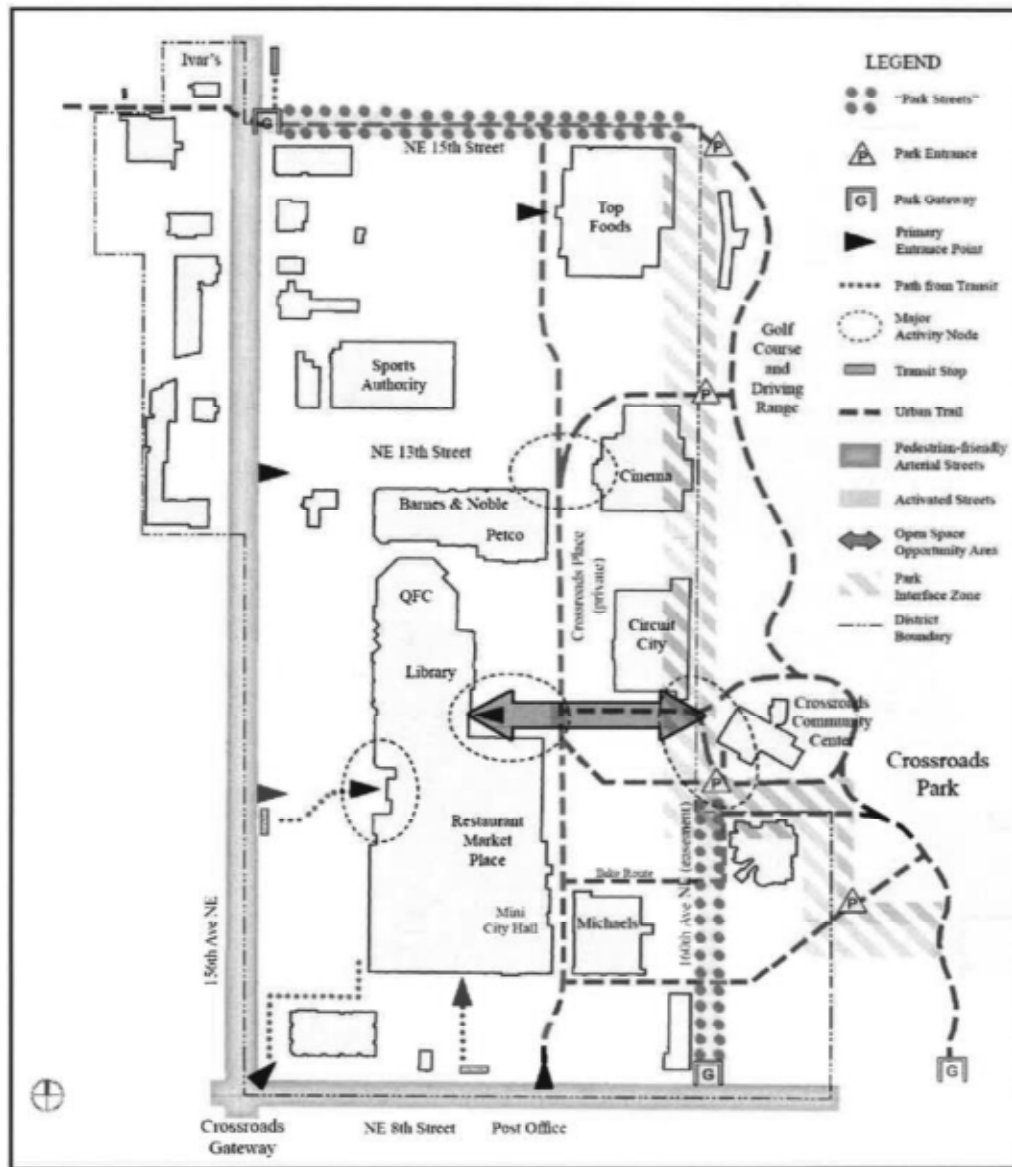 Ivar's
LEGEND
"Park Streets"
Park Entrance
Park Gateway
Primary
Entrance Point
Path from Transit
Major
Activity Node
Transit Stop
Urban Trail
Pedestrian-friendly
Arterial Streets
Activated Streets
Open Space
Opportunity Area
Park
Interface Zone
District
Boundary
G
P
G
NE 15th Street
P
Top
Foods
Golf
Course
and
Driving
Range
Sports
Authority
P
NE 13th Street
Cinema
Barnes & Noble
Petco
Crossroads Place
(private)
QFC
Circuit
City
Library
Crossroads
Community
Center
Crossroads
Park
P
Restaurant
Market
Place
Bike Route
160th Ave NE (easement)
P
Mini
City Hall
Michaels
156th Ave NE
G
G
Crossroads
Gateway
NE 8th Street
Post Office